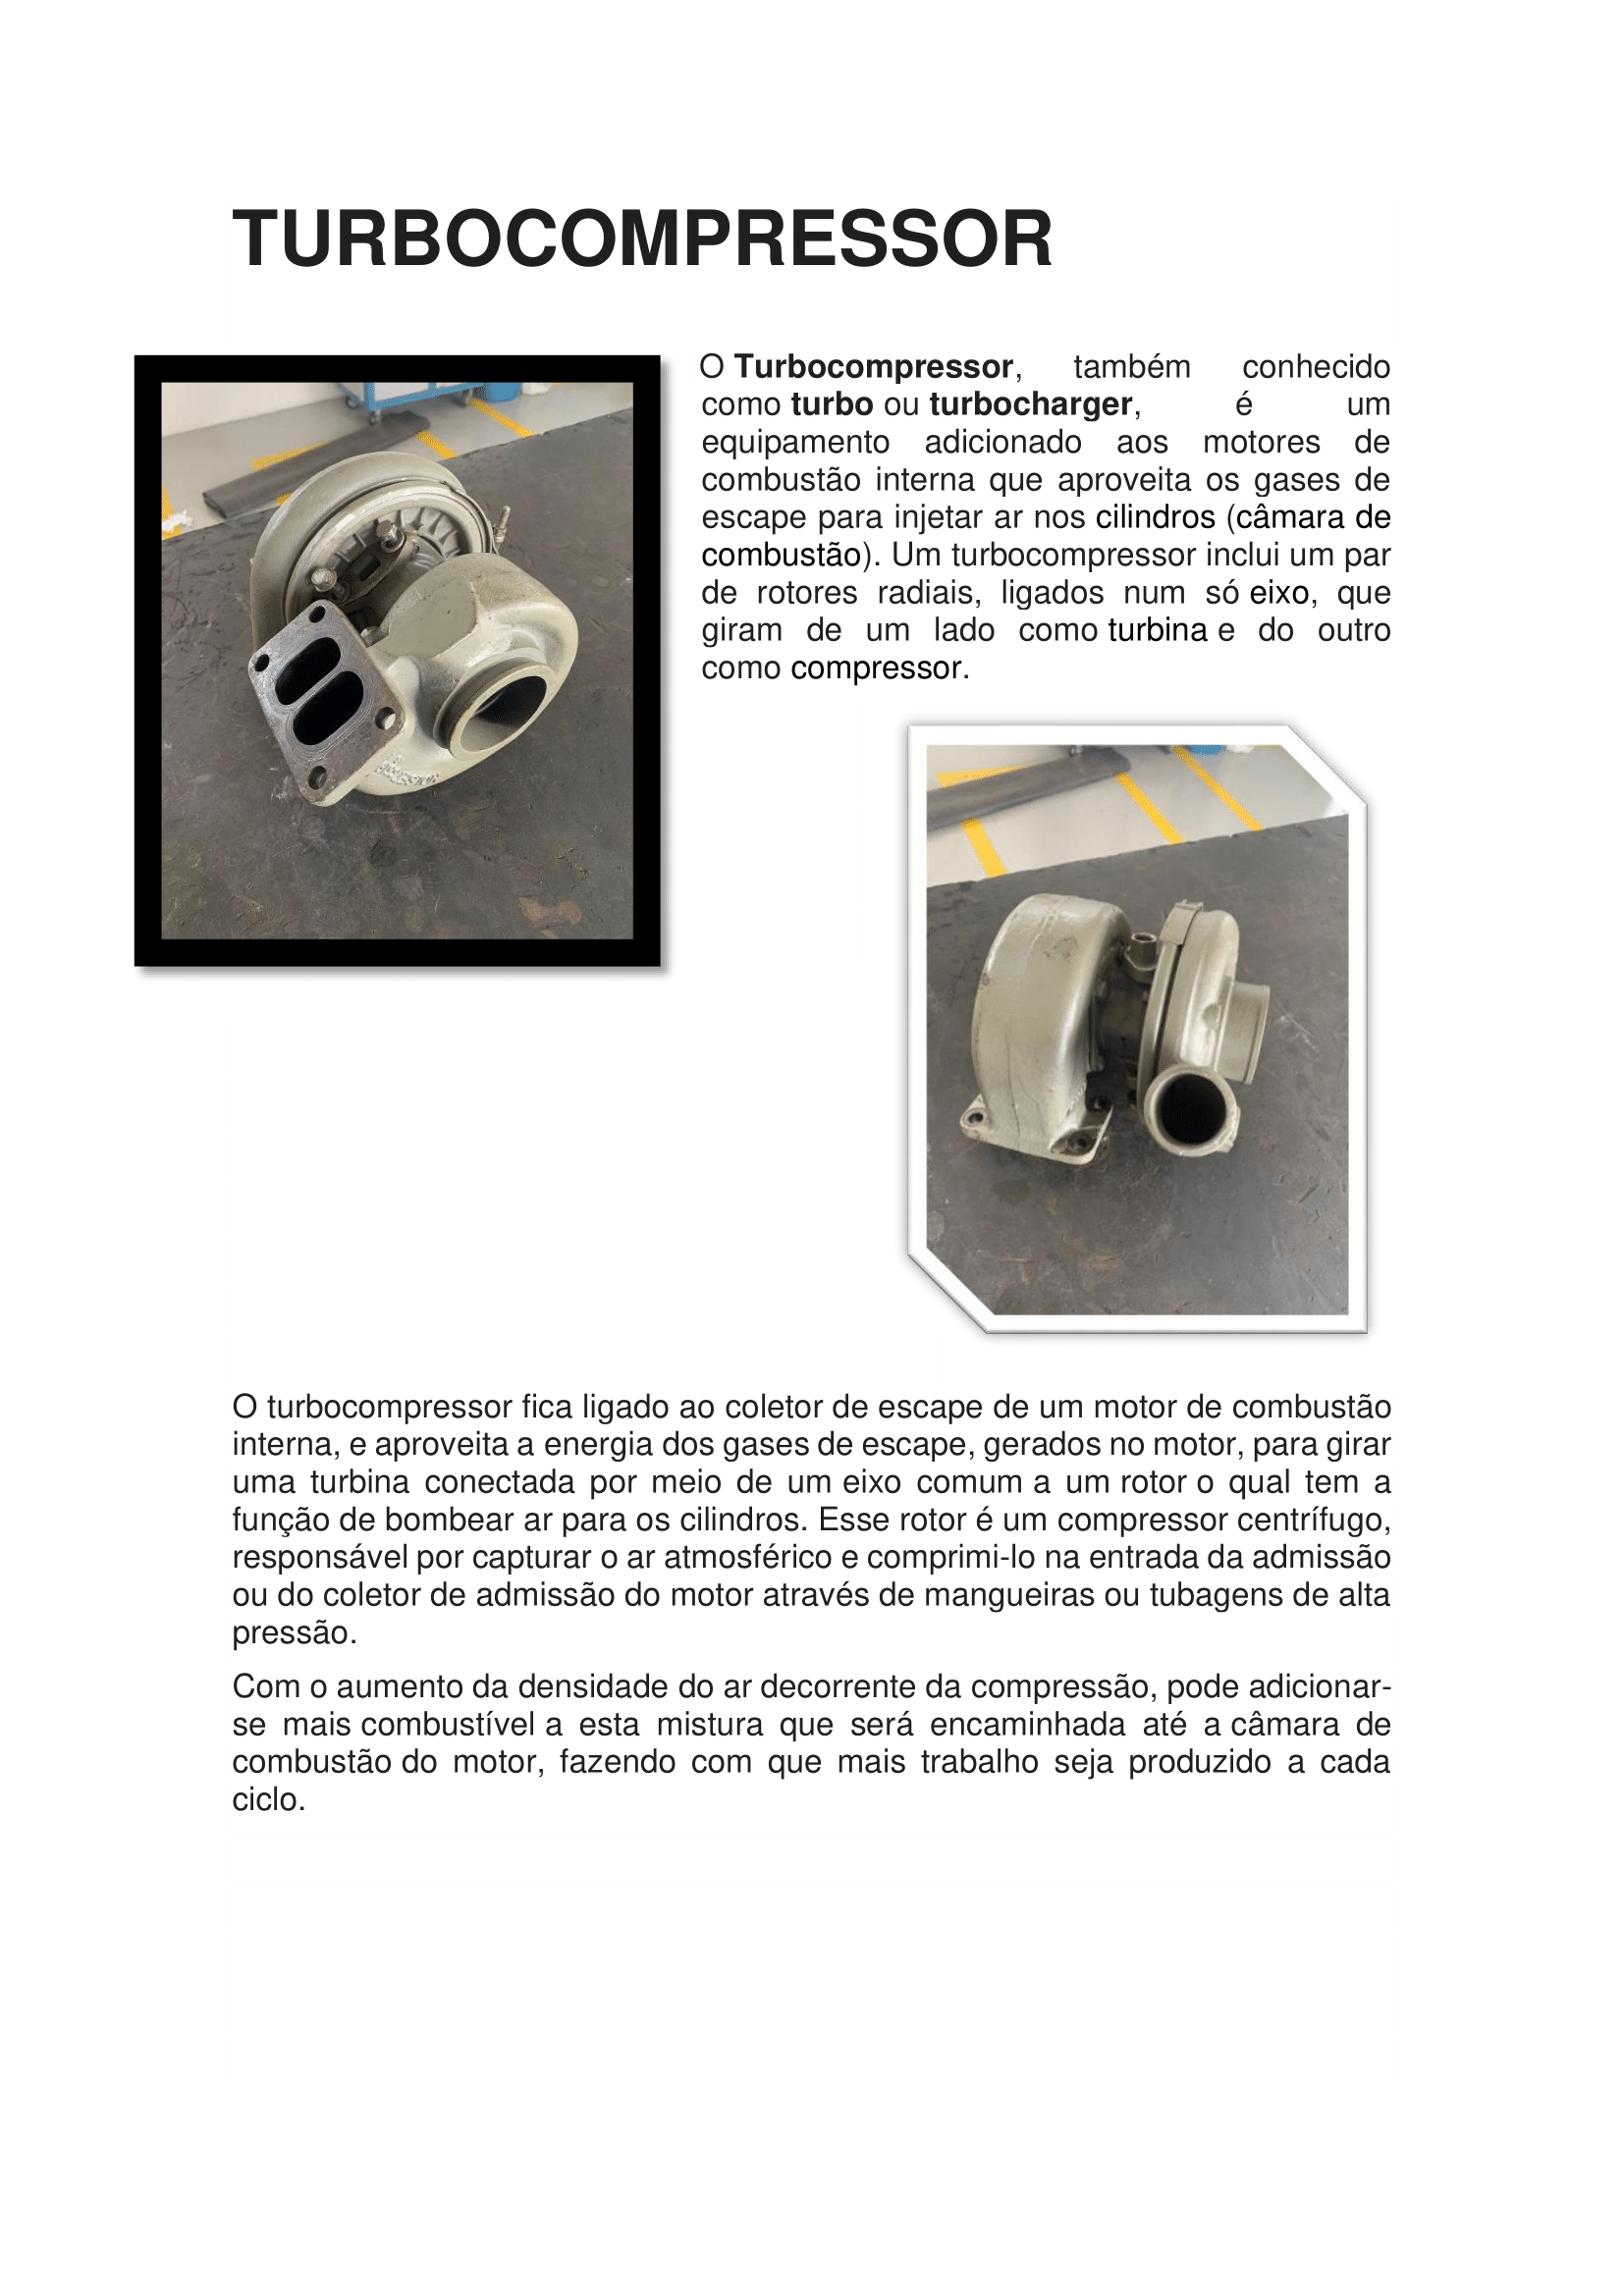 TURBOCOMPRESSOR
O Turbocompressor, também conhecido
como turbo ou turbocharger, é um
equipamento adicionado aos motores de
combustão interna que aproveita os gases de
escape para injetar ar nos cilindros (câmara de
combustão). Um turbocompressor inclui um par
de rotores radiais, ligados num só eixo, que
giram de um lado como turbina e do outro
como compressor.
O turbocompressor fica ligado ao coletor de escape de um motor de combustão
interna, e aproveita a energia dos gases de escape, gerados no motor, para girar
uma turbina conectada por meio de um eixo comum a um rotor o qual tem a
função de bombear ar para os cilindros. Esse rotor é um compressor centrífugo,
responsável por capturar o ar atmosférico e comprimi-lo na entrada da admissão
ou do coletor de admissão do motor através de mangueiras ou tubagens de alta
pressão.
Com o aumento da densidade do ar decorrente da compressão, pode adicionar-
se mais combustível a esta mistura que será encaminhada até a câmara de
combustão do motor, fazendo com que mais trabalho seja produzido a cada
ciclo.